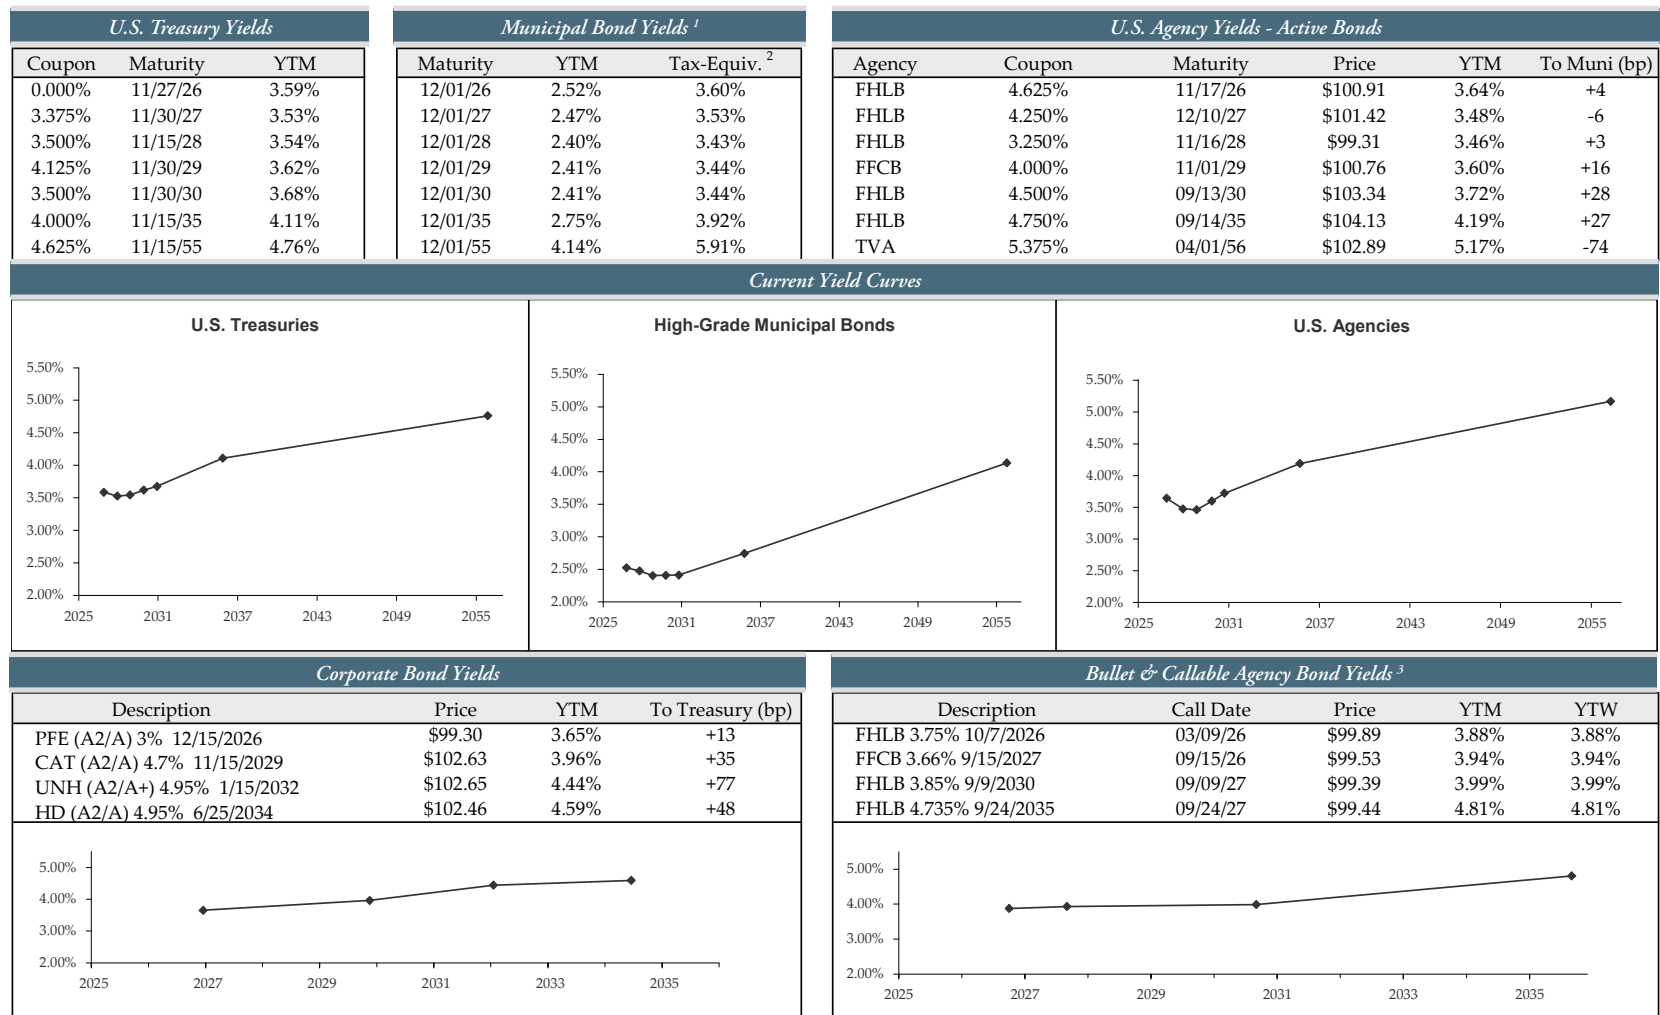 U.S. Treasury Yields
Coupon Maturity YTM
0.000% 11/27/26 3.59%
3.375% 11/30/27 3.53%
3.500% 11/15/28 3.54%
4.125% 11/30/29 3.62%
3.500% 11/30/30 3.68%
4.000% 11/15/35 4.11%
4.625% 11/15/55 4.76%
Municipal Bond Yields 1
Maturity YTM Tax-Equiv. 2
12/01/26 2.52% 3.60%
12/01/27 2.47% 3.53%
12/01/28 2.40% 3.43%
12/01/29 2.41% 3.44%
12/01/30 2.41% 3.44%
12/01/35 2.75% 3.92%
12/01/55 4.14% 5.91%
U.S. Agency Yields - Active Bonds
Agency Coupon Maturity Price YTM To Muni (bp)
FHLB 4.625% 11/17/26 $100.91 3.64% +4
FHLB 4.250% 12/10/27 $101.42 3.48% -6
FHLB 3.250% 11/16/28 $99.31 3.46% +3
FFCB 4.000% 11/01/29 $100.76 3.60% +16
FHLB 4.500% 09/13/30 $103.34 3.72% +28
FHLB 4.750% 09/14/35 $104.13 4.19% +27
TVA 5.375% 04/01/56 $102.89 5.17% -74
Current Yield Curves
U.S. Treasuries
5.50%
5.00%
4.50%
4.00%
3.50%
3.00%
2.50%
2.00%
2025 2031 2037 2043 2049 2055
High-Grade Municipal Bonds
5.50%
5.00%
4.50%
4.00%
3.50%
3.00%
2.50%
2.00%
2025 2031 2037 2043 2049 2055
U.S. Agencies
5.50%
5.00%
4.50%
4.00%
3.50%
3.00%
2.50%
2.00%
2025 2031 2037 2043 2049 2055
Corporate Bond Yields
Description Price YTM To Treasury (bp)
PFE (A2/A) 3% 12/15/2026 $99.30 3.65% +13
CAT (A2/A) 4.7% 11/15/2029 $102.63 3.96% +35
UNH (A2/A+) 4.95% 1/15/2032 $102.65 4.44% +77
HD (A2/A) 4.95% 6/25/2034 $102.46 4.59% +48
5.00%
4.00%
3.00%
2.00%
2025 2027 2029 2031 2033 2035
Bullet & Callable Agency Bond Yields 3
Description Call Date Price YTM YTW
FHLB 3.75% 10/7/2026 03/09/26 $99.89 3.88% 3.88%
FFCB 3.66% 9/15/2027 09/15/26 $99.53 3.94% 3.94%
FHLB 3.85% 9/9/2030 09/09/27 $99.39 3.99% 3.99%
FHLB 4.735% 9/24/2035 09/24/27 $99.44 4.81% 4.81%
5.00%
4.00%
3.00%
2.00%
2025 2027 2029 2031 2033 2035